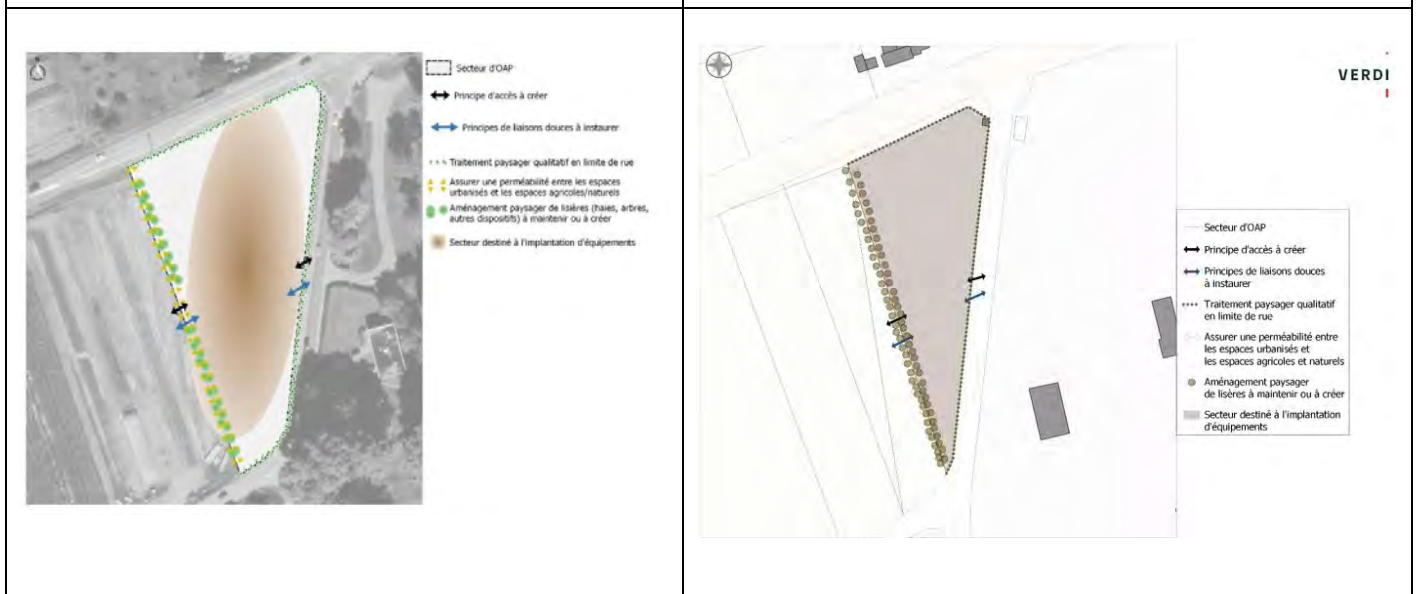 Secteur d'OAP
Principe d'accès à créer
Principes de liaisons douces à instaurer
Traitement paysager qualitatif en limite de rue
Assurer une perméabilité entre les espaces
urbanisés et les espaces agricoles/naturels
Aménagement paysager de lisières (haies, arbres,
autres dispositifs) à maintenir ou à créer
Secteur destiné à l'implantation d'équipements
VERDI
Secteur d'OAP
Principe d'accès à créer
Principes de liaisons douces
à instaurer
Traitement paysager qualitatif
en limite de rue
Assurer une perméabilité entre
les espaces urbanisés et
les espaces agricoles et naturels
Aménagement paysager
de lisères à maintenir ou à créer
Secteur destiné à l'implantation
d'équipements